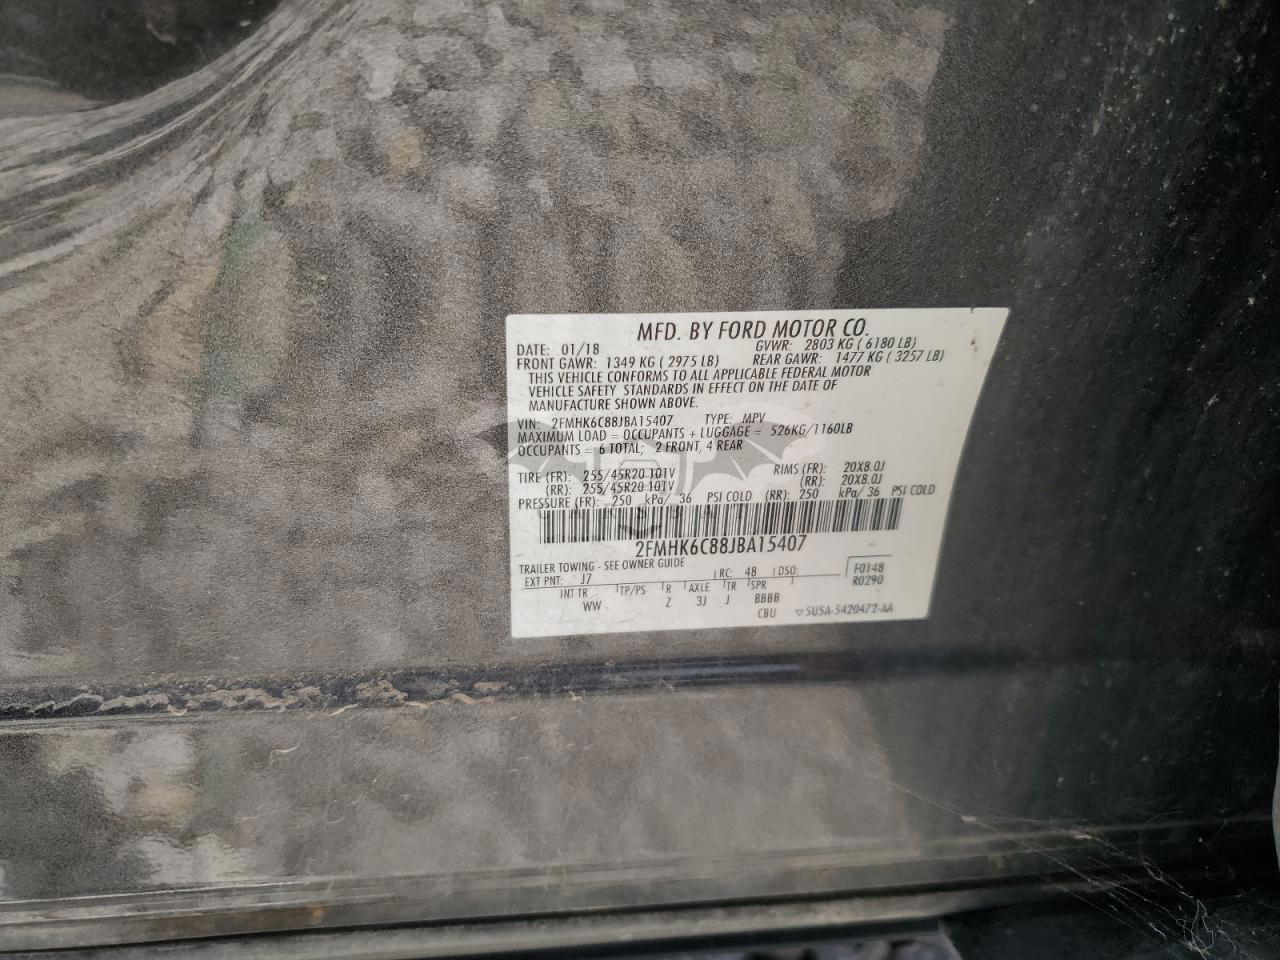 MFD. BY FORD MOTOR CO.
DATE: 01/18 GVWR: 2803 KG ( 6180 LB)
FRONT GAWR: 1349 KG ( 2975 LB) REAR GAWR: 1477 KG ( 3257 LB)
THIS VEHICLE CONFORMS TO ALL APPLICABLE FEDERAL MOTOR
VEHICLE SAFETY STANDARDS IN EFFECT ON THE DATE OF
MANUFACTURE SHOWN ABOVE.
VIN: 2FMHK6C88JBA15407 TYPE: MPV
MAXIMUM LOAD = OCCUPANTS + LUGGAGE = 526KG/1160LB
OCCUPANTS = 6 TOTAL; 2 FRONT, 4 REAR
TIRE (FR): 255/45R20 101V RIMS (FR): 20X8.0J
(RR): 255/45R20 101V (RR): 20X8.0J
PRESSURE (FR): 250 kPa/ 36 PSI COLD (RR): 250 kPa/ 36 PSI COLD
2FMHK6C88JBA15407
TRAILER TOWING - SEE OWNER GUIDE
EXT PNT: J7 RC: 48 DSO: F0148
INT TR TP/PS R AXLE TR SPR R0290
WW Z 3J J BBBB
CBU 5U5A-5420472-AA